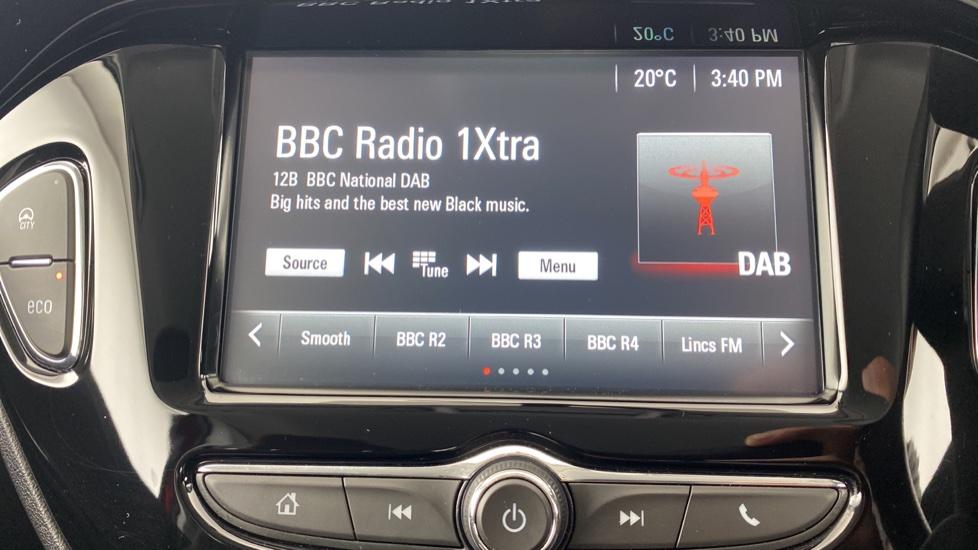 20°C 3:40 PM
BBC Radio 1Xtra
12B BBC National DAB
Big hits and the best new Black music.
DAB
Source Tune Menu
Smooth BBC R2 BBC R3 BBC R4 Lincs FM
CITY
eco